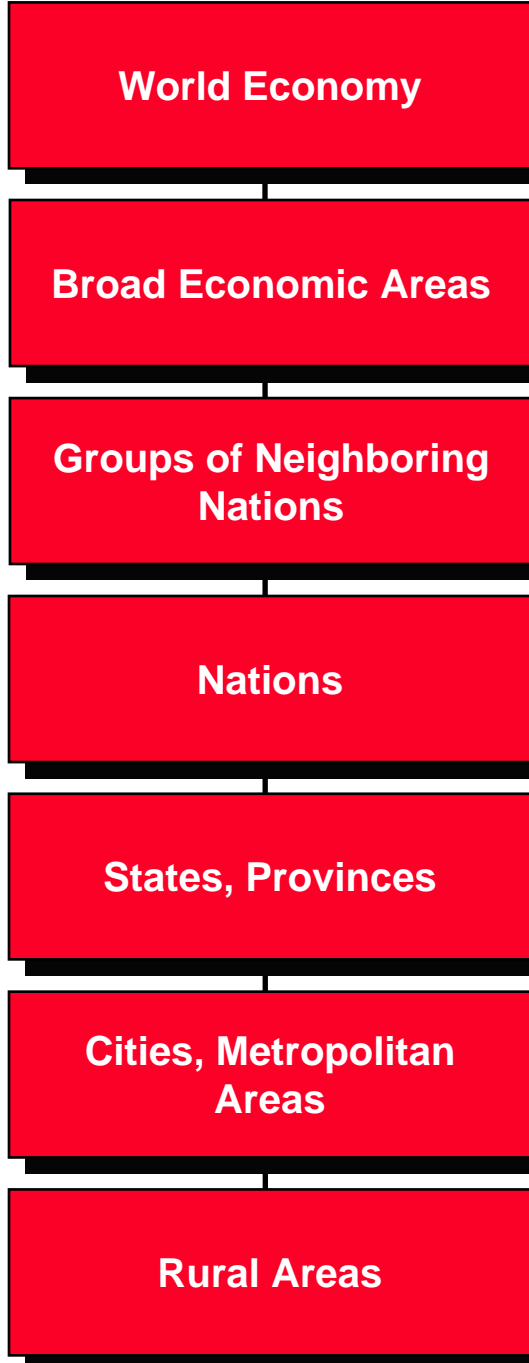 World Economy
Broad Economic Areas
Groups of Neighboring
Nations
Nations
States, Provinces
Cities, Metropolitan
Areas
Rural Areas